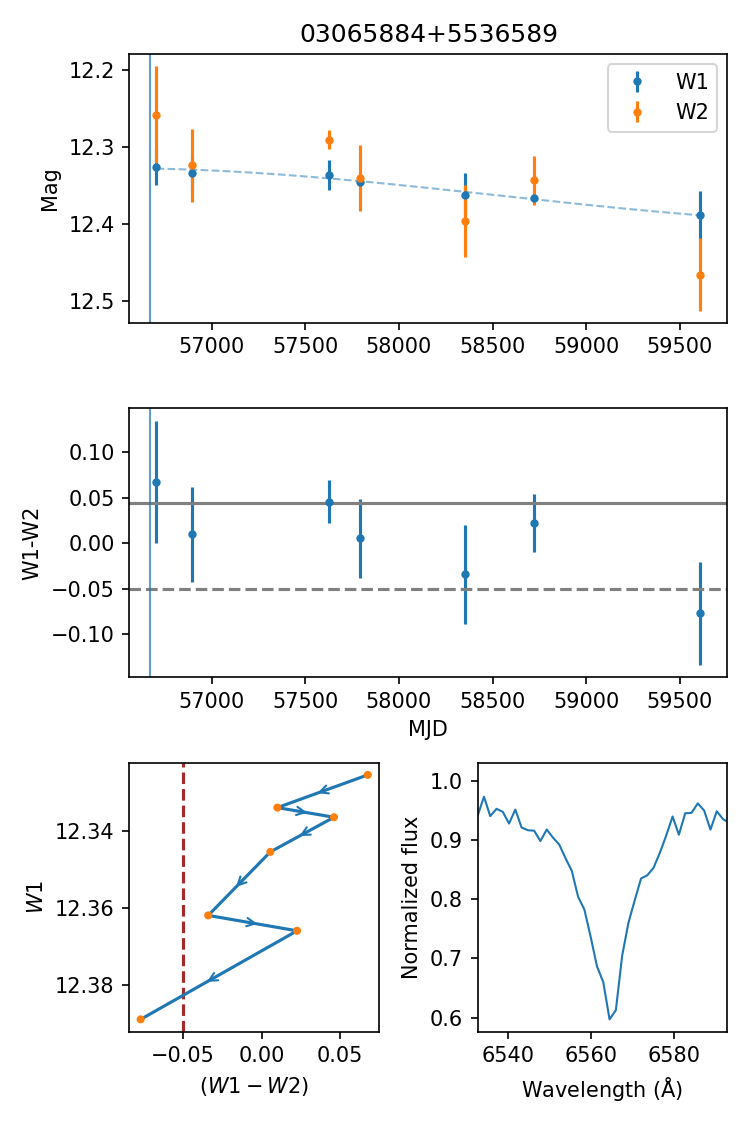 03065884+5536589
12.2
12.3
12.4
12.5
Mag
W1
W2
57000 57500 58000 58500 59000 59500
0.10
0.05
0.00
−0.05
−0.10
W1-W2
57000 57500 58000 58500 59000 59500
MJD
12.34
12.36
12.38
W1
−0.05 0.00 0.05
(W1 − W2)
1.0
0.9
0.8
0.7
0.6
Normalized flux
6540 6560 6580
Wavelength (Å)